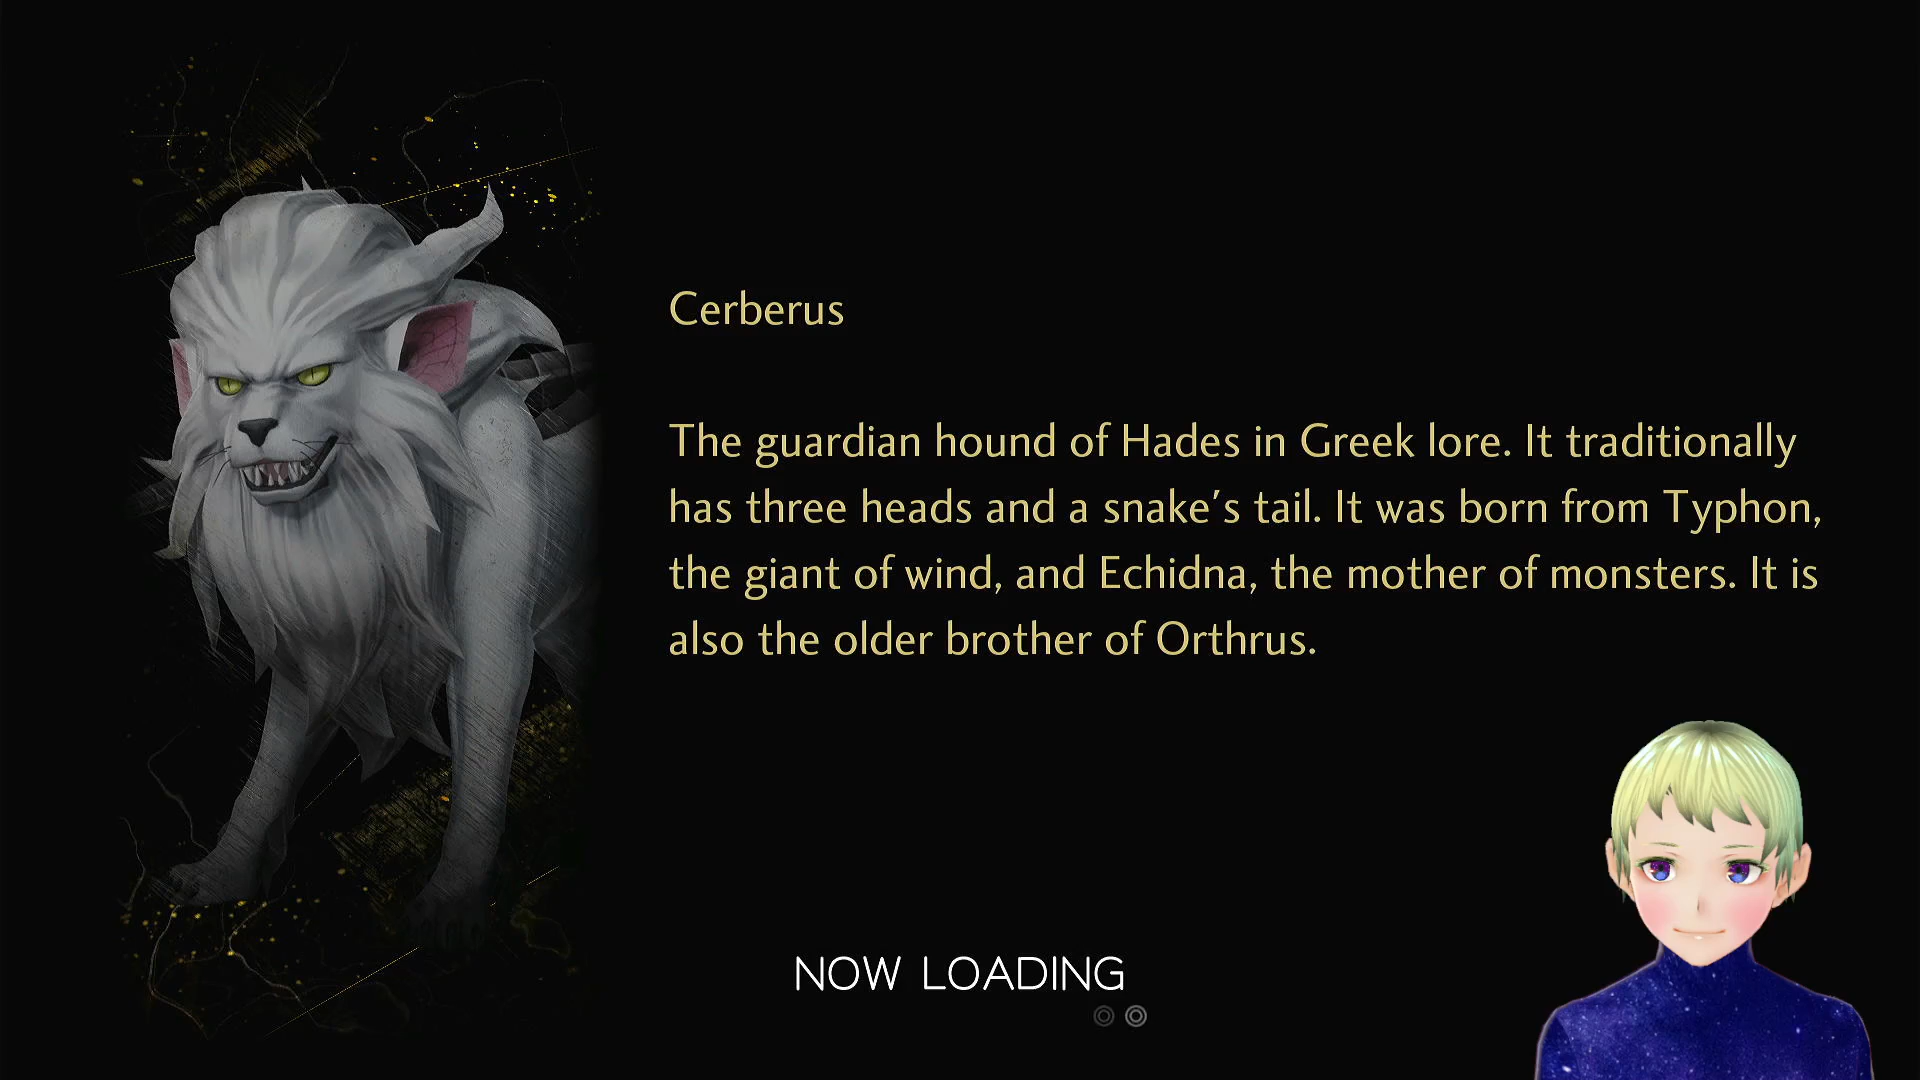 Cerberus
The guardian hound of Hades in Greek lore. It traditionally
has three heads and a snake's tail. It was born from Typhon,
the giant of wind, and Echidna, the mother of monsters. It is
also the older brother of Orthrus.
NOW LOADING